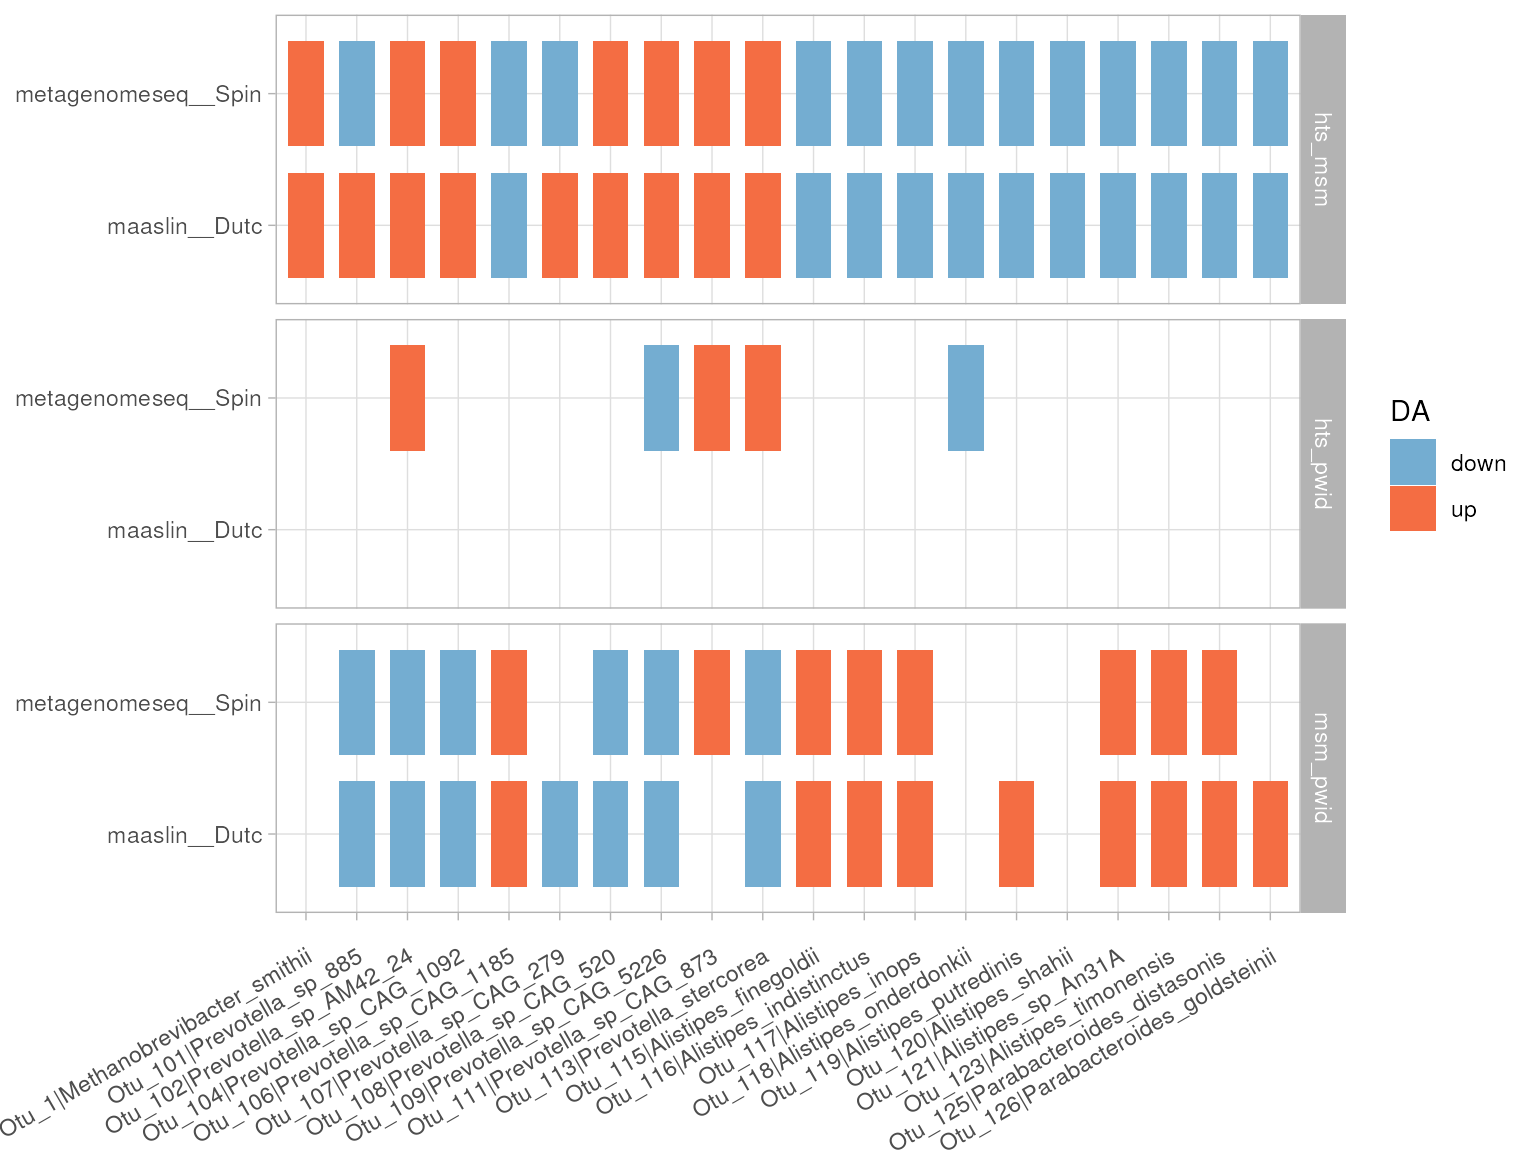 metagenomeseq__Spin
maaslin__Dutc
hts_msm
metagenomeseq__Spin
maaslin__Dutc
hts_pwid
metagenomeseq__Spin
maaslin__Dutc
msm_pwid
DA
down
up
Otu_1|Methanobrevibacter_smithii
Otu_101|Prevotella_sp_885
Otu_102|Prevotella_sp_AM42_24
Otu_104|Prevotella_sp_CAG_1092
Otu_106|Prevotella_sp_CAG_1185
Otu_107|Prevotella_sp_CAG_279
Otu_108|Prevotella_sp_CAG_520
Otu_109|Prevotella_sp_CAG_5226
Otu_111|Prevotella_sp_CAG_873
Otu_113|Prevotella_stercorea
Otu_115|Alistipes_finegoldii
Otu_116|Alistipes_indistinctus
Otu_117|Alistipes_inops
Otu_118|Alistipes_onderdonkii
Otu_119|Alistipes_putredinis
Otu_120|Alistipes_shahii
Otu_121|Alistipes_sp_An31A
Otu_123|Alistipes_timonensis
Otu_125|Parabacteroides_distasonis
Otu_126|Parabacteroides_goldsteinii